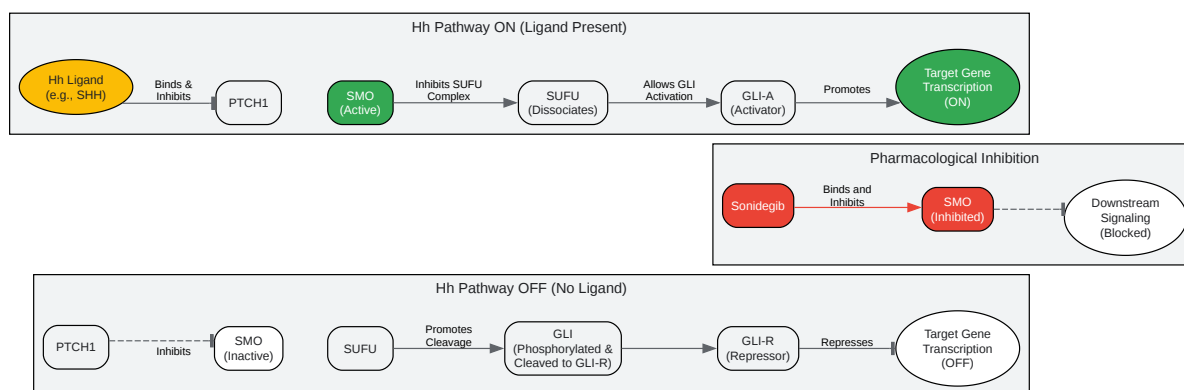 Hh Pathway ON (Ligand Present)
Hh Ligand
(e.g., SHH)
Binds &
Inhibits
PTCH1
SMO
(Active)
Inhibits SUFU
Complex
SUFU
(Dissociates)
Allows GLI
Activation
GLI-A
(Activator)
Promotes
Target Gene
Transcription
(ON)
Pharmacological Inhibition
Sonidegib
Binds and
Inhibits
SMO
(Inhibited)
Downstream
Signaling
(Blocked)
Hh Pathway OFF (No Ligand)
PTCH1
Inhibits
SMO
(Inactive)
SUFU
Promotes
Cleavage
GLI
(Phosphorylated &
Cleaved to GLI-R)
GLI-R
(Repressor)
Represses
Target Gene
Transcription
(OFF)